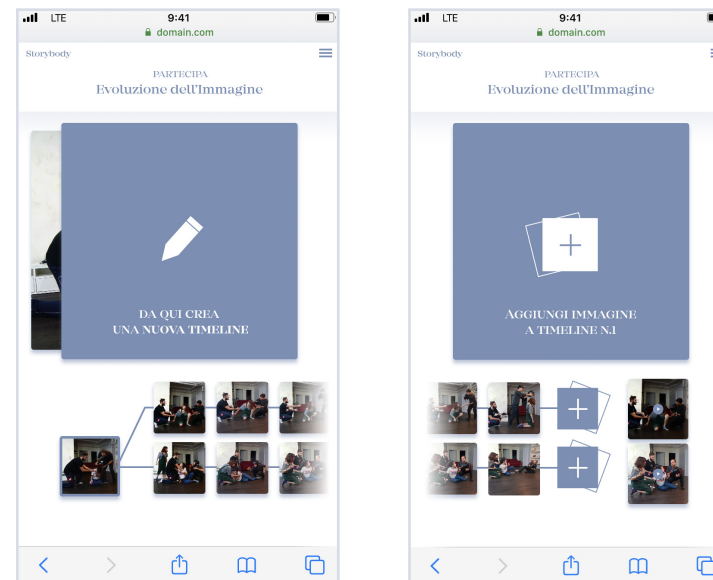 LTE
9:41
domain.com
Storybody
PARTECIPA
Evoluzione dell'Immagine
DA QUI CREA
UNA NUOVA TIMELINE
LTE
9:41
domain.com
Storybody
PARTECIPA
Evoluzione dell'Immagine
AGGIUNGI IMMAGINE
A TIMELINE N.1